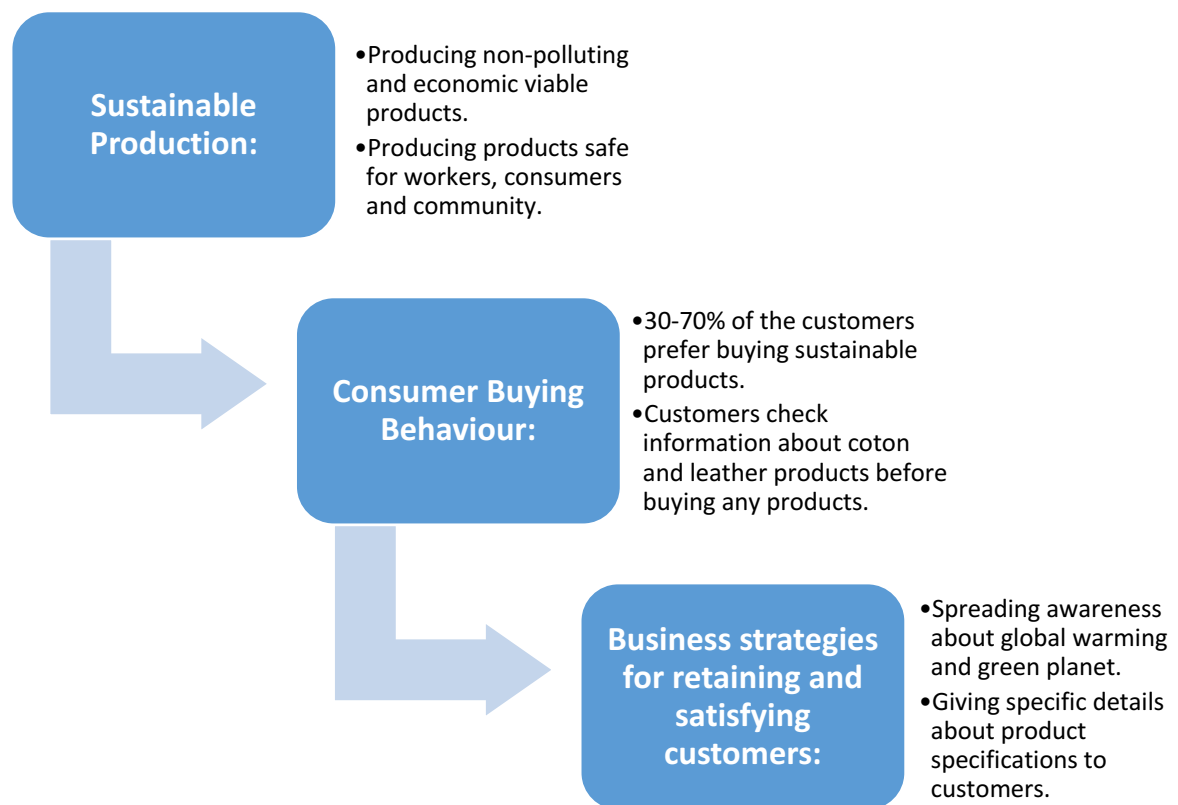 Sustainable
Production:
•Producing non-polluting
and economic viable
products.
•Producing products safe
for workers, consumers
and community.
Consumer Buying
Behaviour:
•30-70% of the customers
prefer buying sustainable
products.
•Customers check
information about coton
and leather products before
buying any products.
Business strategies
for retaining and
satisfying
customers:
•Spreading awareness
about global warming
and green planet.
•Giving specific details
about product
specifications to
customers.